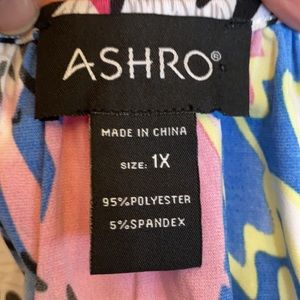 ASHRO®
MADE IN CHINA
SIZE: 1X
95%POLYESTER
5%SPANDEX